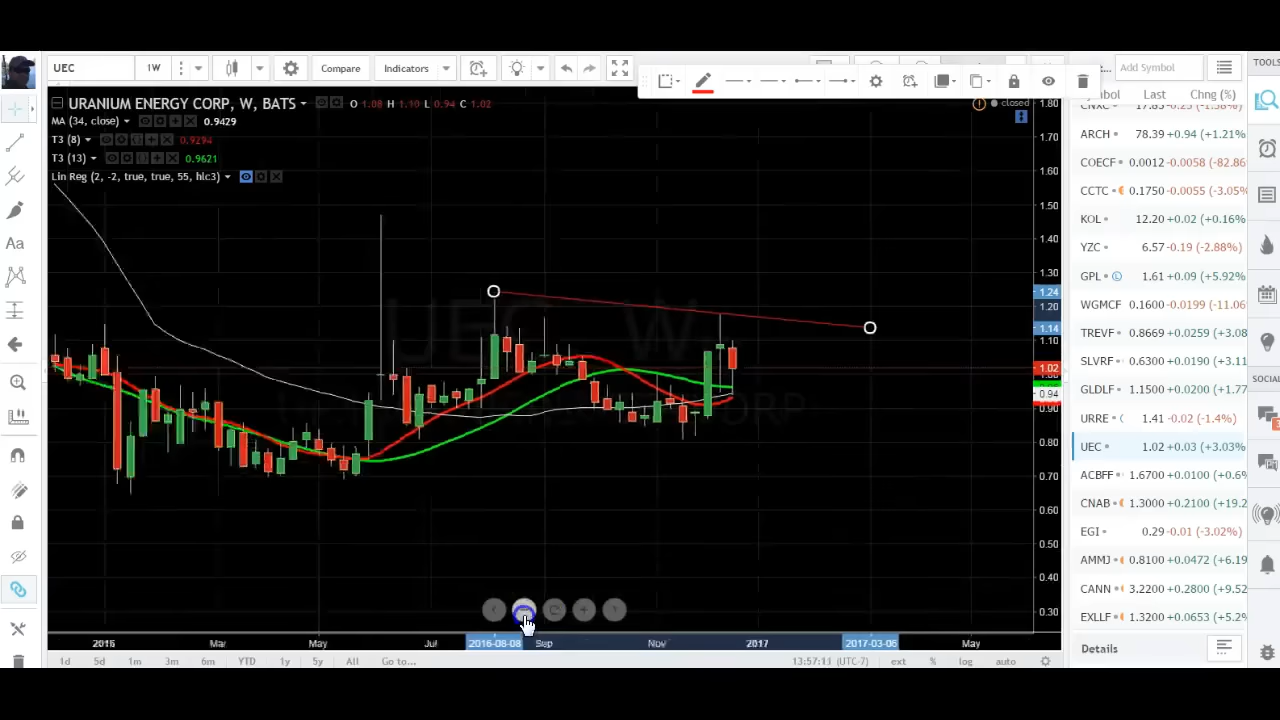 UEC 1W Compare Indicators Add Symbol TOOLS
Symbol Last Chng (%)
URANIUM ENERGY CORP, W, BATS O 1.08 H 1.10 L 0.94 C 1.02 closed
MA (34, close) 0.9429
T3 (8) 0.9294
T3 (13) 0.9621
Lin Reg (2, -2, true, true, 55, hlc3)
1.80
1.70
1.60
1.50
1.40
1.30
1.24
1.20
1.14
1.10
1.02
1.00
0.94
0.90
0.80
0.70
0.60
0.50
0.40
0.30
CNXC 17.83 -0.25 (-1.38%)
ARCH 78.39 +0.94 (+1.21%
COECF 0.0012 -0.0058 (-82.86
CCTC 0.1750 -0.0055 (-3.05%
KOL 12.20 +0.02 (+0.16%
YZC 6.57 -0.19 (-2.88%)
GPL 1.61 +0.09 (+5.92%
WGMCF 0.1600 -0.0199 (-11.06
TREVF 0.8669 +0.0259 (+3.08
SLVRF 0.6300 +0.0190 (+3.11
GLDLF 1.1500 +0.0200 (+1.77
URRE 1.41 -0.02 (-1.4%)
UEC 1.02 +0.03 (+3.03%)
ACBFF 1.6700 +0.0100 (+0.6%
CNAB 1.3000 +0.2100 (+19.2
EGI 0.29 -0.01 (-3.02%)
AMMJ 0.8100 +0.0472 (+6.19
CANN 3.2200 +0.2800 (+9.52
EXLLF 1.3200 +0.0653 (+5.2%
SOCIAL
UEC, W
CORP
2016 Mar May Jul 2016-08-08 Sep Nov 2017 2017-03-06 May
Details
1d 5d 1m 3m 6m YTD 1y 5y All Go to... 13:57:11 (UTC-7) ext % log auto
Aa